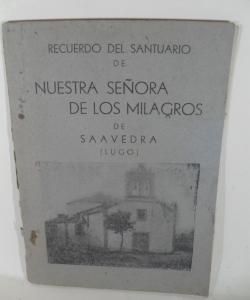 RECUERDO DEL SANTUARIO
DE
NUESTRA SEÑORA
DE LOS MILAGROS
DE
SAAVEDRA
(LUGO)